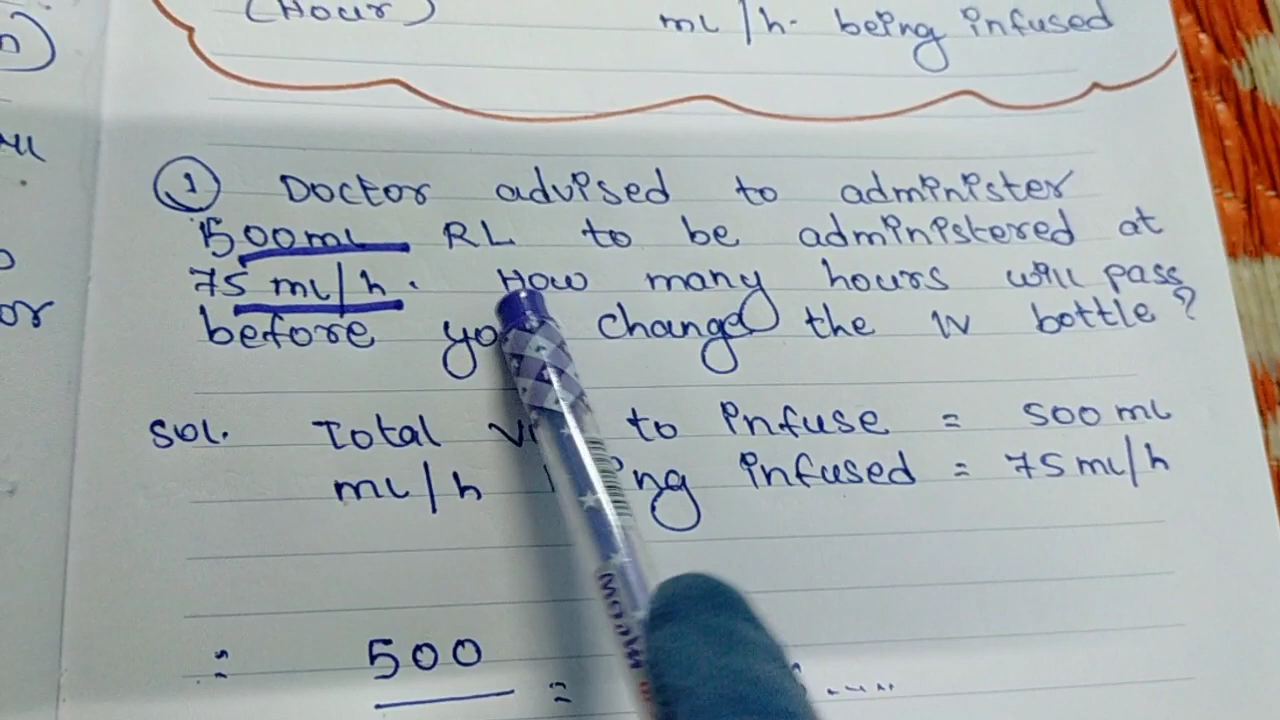 (Hour) ml/h. being infused
① Doctor advised to administer
500ml RL to be administered at
75 ml/h. How many hours will pass
before you change the IV bottle?
Sol. Total to infuse = 500 ml
ml/h infused = 75 ml/h
= 500 =
or